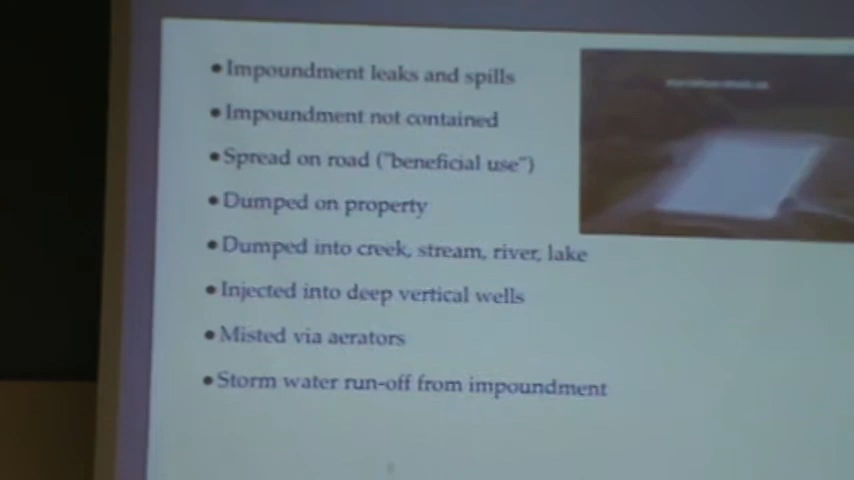 •Impoundment leaks and spills
•Impoundment not contained
•Spread on road ("beneficial use")
•Dumped on property
•Dumped into creek, stream, river, lake
•Injected into deep vertical wells
•Misted via aerators
•Storm water run-off from impoundment